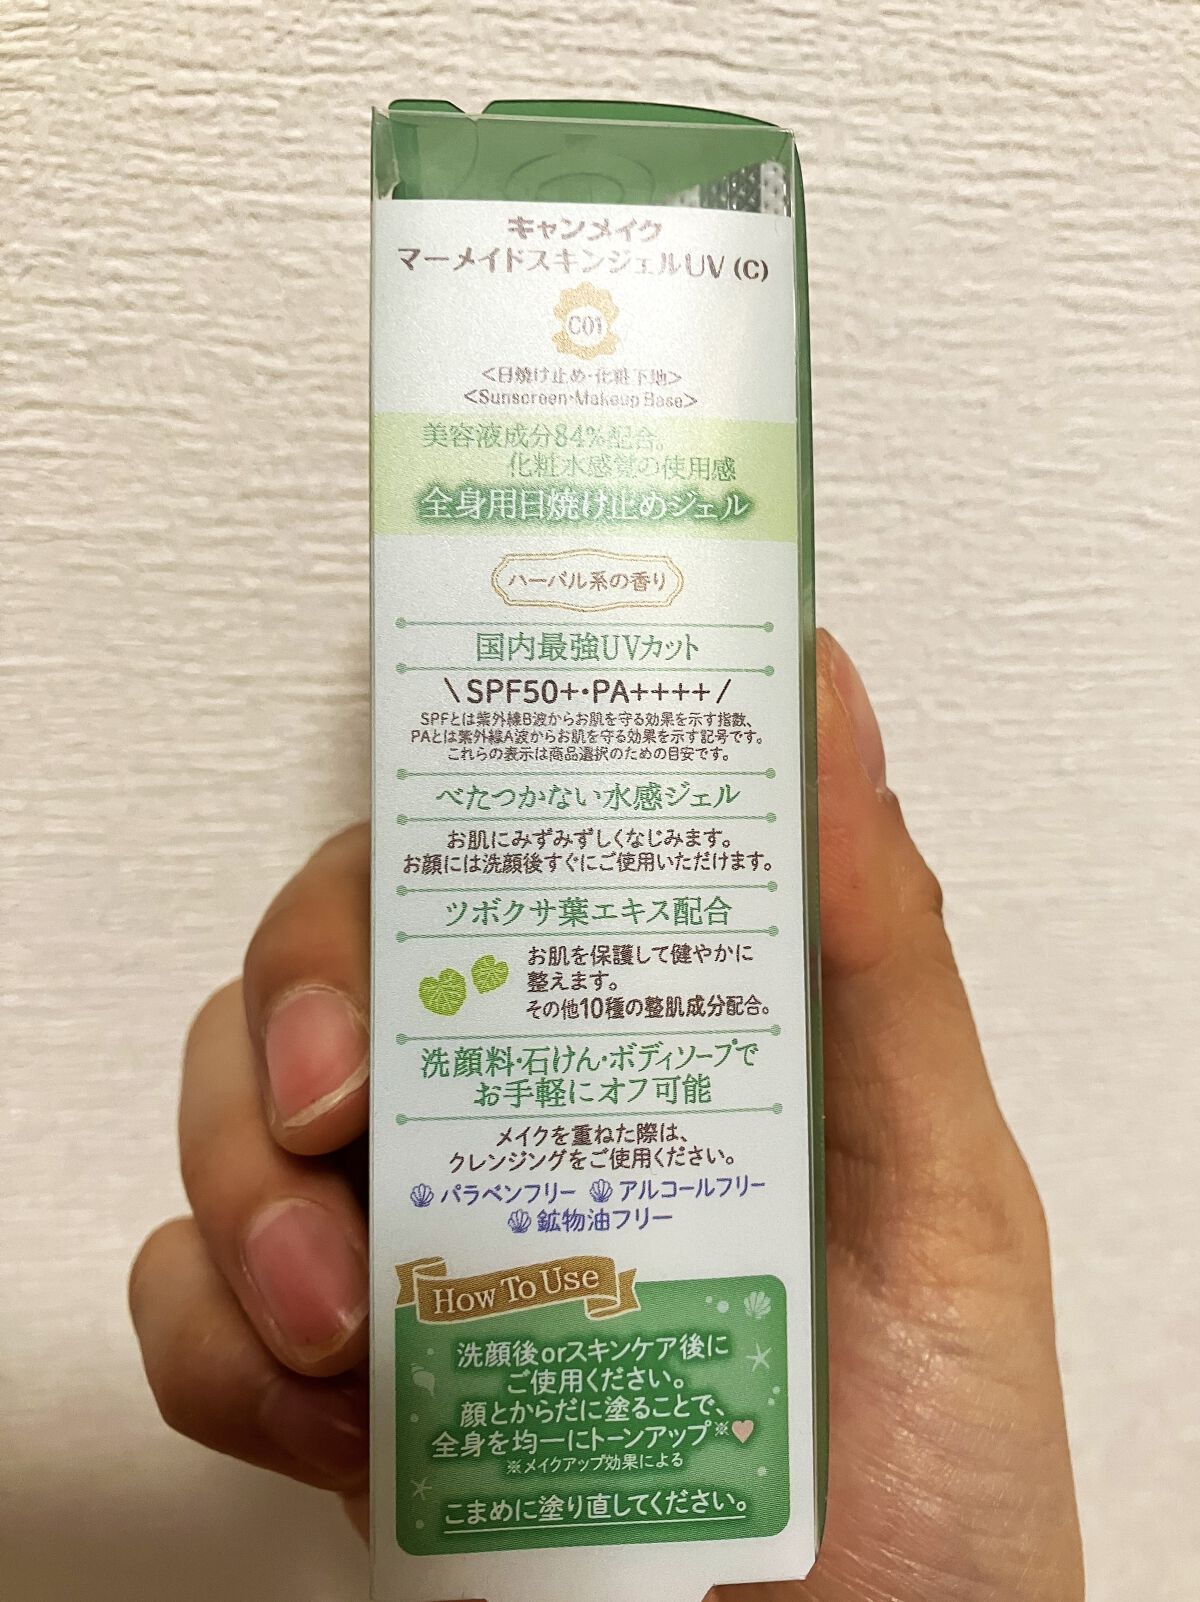 キャンメイク
マーメイドスキンジェルUV (C)
C01
<日焼け止め・化粧下地>
<Sunscreen・Makeup Base>
美容液成分84%配合。
化粧水感覚の使用感
全身用日焼け止めジェル
ハーバル系の香り
国内最強UVカット
\ SPF50+・PA++++ /
SPFとは紫外線B波からお肌を守る効果を示す指数、
PAとは紫外線A波からお肌を守る効果を示す記号です。
これらの表示は商品選択のための目安です。
べたつかない水感ジェル
お肌にみずみずしくなじみます。
お顔には洗顔後すぐにご使用いただけます。
ツボクサ葉エキス配合
お肌を保護して健やかに
整えます。
その他10種の整肌成分配合。
洗顔料・石けん・ボディソープで
お手軽にオフ可能
メイクを重ねた際は、
クレンジングをご使用ください。
パラベンフリー アルコールフリー
鉱物油フリー
How To Use
洗顔後orスキンケア後に
ご使用ください。
顔とからだに塗ることで、
全身を均一にトーンアップ※
※メイクアップ効果による
こまめに塗り直してください。